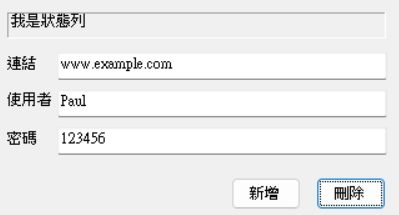 我是狀態列
連結 www.example.com
使用者 Paul
密碼 123456
新增 刪除